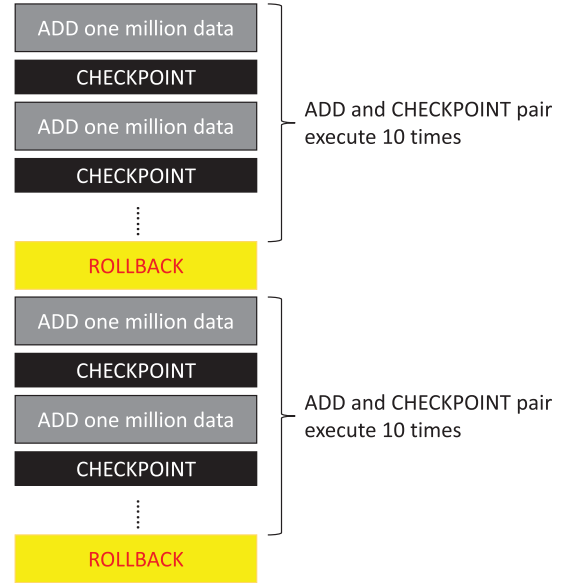 ADD one million data
CHECKPOINT
ADD one million data
CHECKPOINT
ADD and CHECKPOINT pair
execute 10 times
ROLLBACK
ADD one million data
CHECKPOINT
ADD one million data
CHECKPOINT
ADD and CHECKPOINT pair
execute 10 times
ROLLBACK